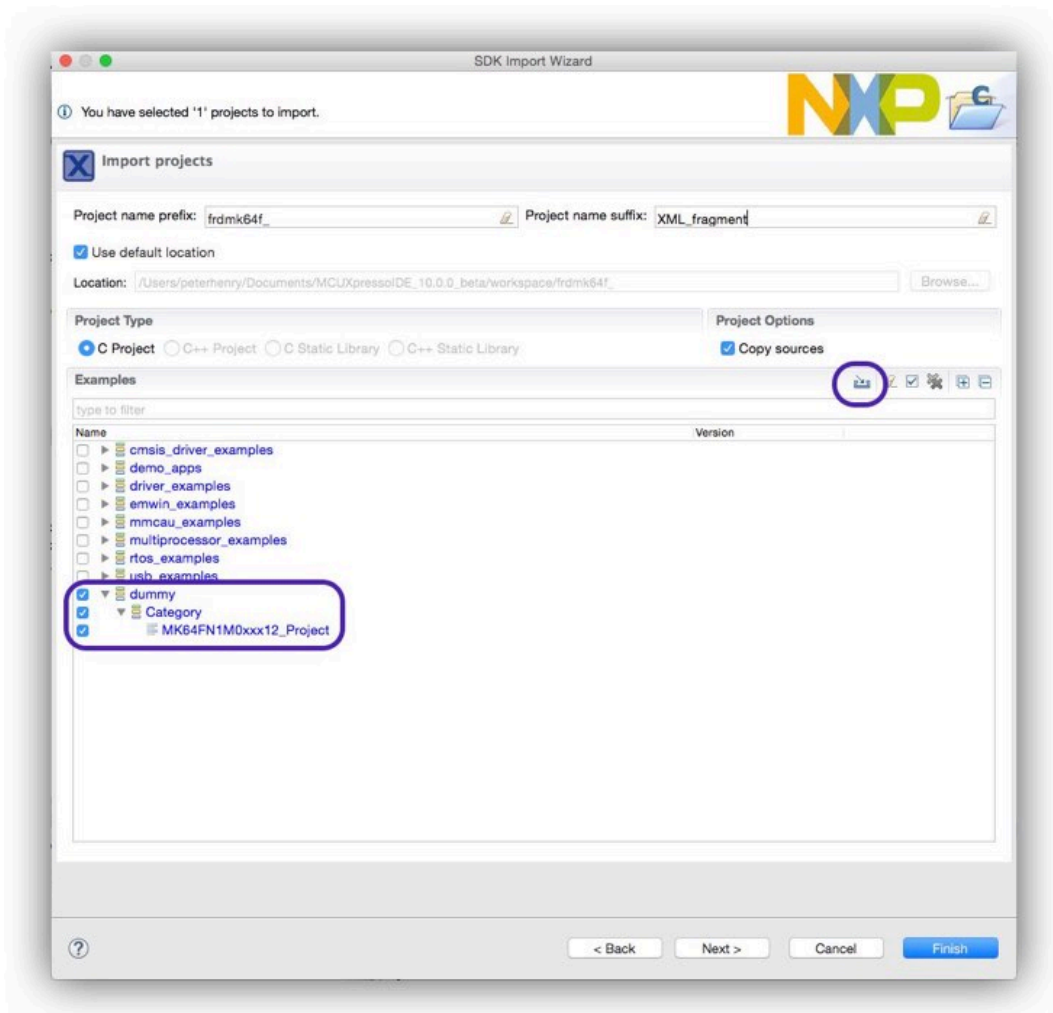 SDK Import Wizard
You have selected '1' projects to import.
NXP
Import projects
Project name prefix: frdmk64f_ Project name suffix: XML_fragment
Use default location
Location: /Users/peterhenry/Documents/MCUXpressoIDE_10.0.0_beta/workspace/frdmk64f_ Browse...
Project Type Project Options
C Project C++ Project C Static Library C++ Static Library Copy sources
Examples
type to filter
Name Version
cmsis_driver_examples
demo_apps
driver_examples
emwin_examples
mmcau_examples
multiprocessor_examples
rtos_examples
usb_examples
dummy
Category
MK64FN1M0xxx12_Project
? < Back Next > Cancel Finish